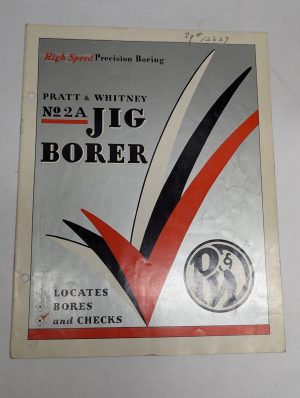 High Speed Precision Boring
PRATT & WHITNEY
No 2A JIG
BORER
P&W
LOCATES
BORES
and CHECKS